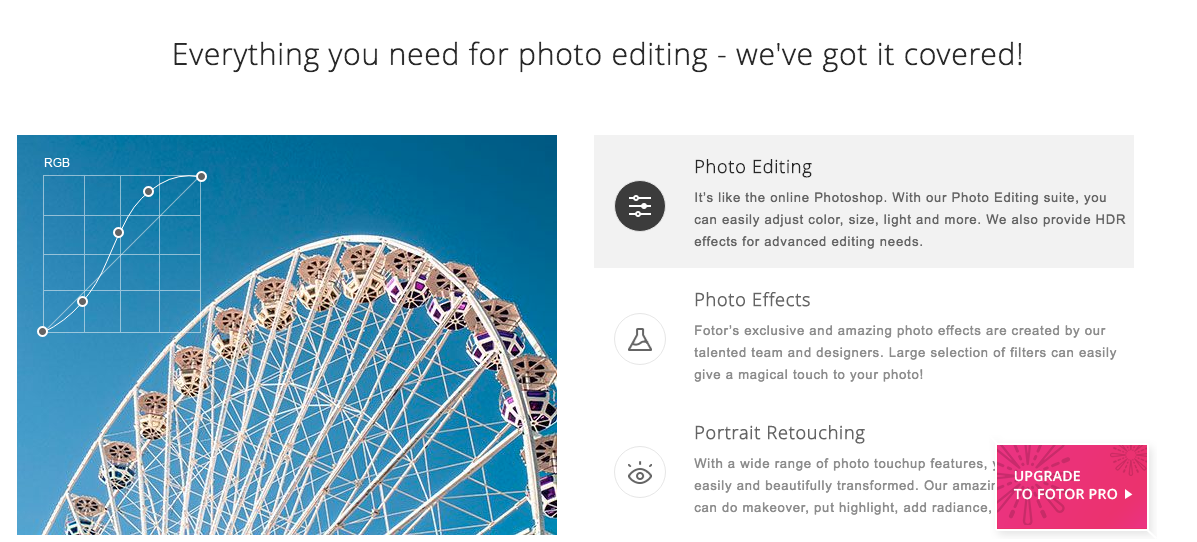 Everything you need for photo editing - we've got it covered!
RGB
Photo Editing
It's like the online Photoshop. With our Photo Editing suite, you
can easily adjust color, size, light and more. We also provide HDR
effects for advanced editing needs.
Photo Effects
Fotor's exclusive and amazing photo effects are created by our
talented team and designers. Large selection of filters can easily
give a magical touch to your photo!
Portrait Retouching
With a wide range of photo touchup features,
easily and beautifully transformed. Our
can do makeover, put highlight, add radiance,
UPGRADE
TO FOTOR PRO